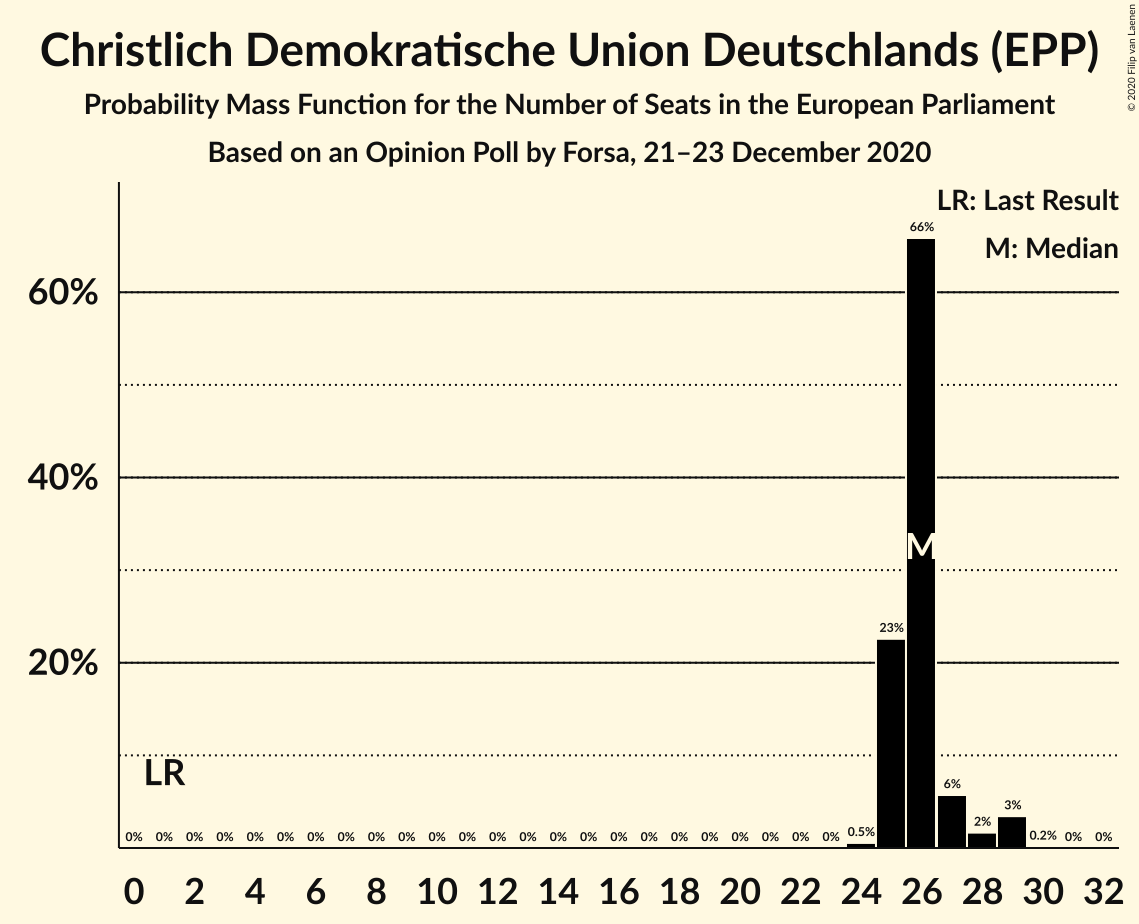 Christlich Demokratische Union Deutschlands (EPP)
Probability Mass Function for the Number of Seats in the European Parliament
Based on an Opinion Poll by Forsa, 21–23 December 2020
© 2020 Filip van Laenen
LR: Last Result
M: Median
66%
60%
40%
M
23%
20%
LR
6%
3%
2%
0% 0% 0% 0% 0% 0% 0% 0% 0% 0% 0% 0% 0% 0% 0% 0% 0% 0% 0% 0% 0% 0% 0% 0% 0.5% 0.2% 0% 0%
0 2 4 6 8 10 12 14 16 18 20 22 24 26 28 30 32